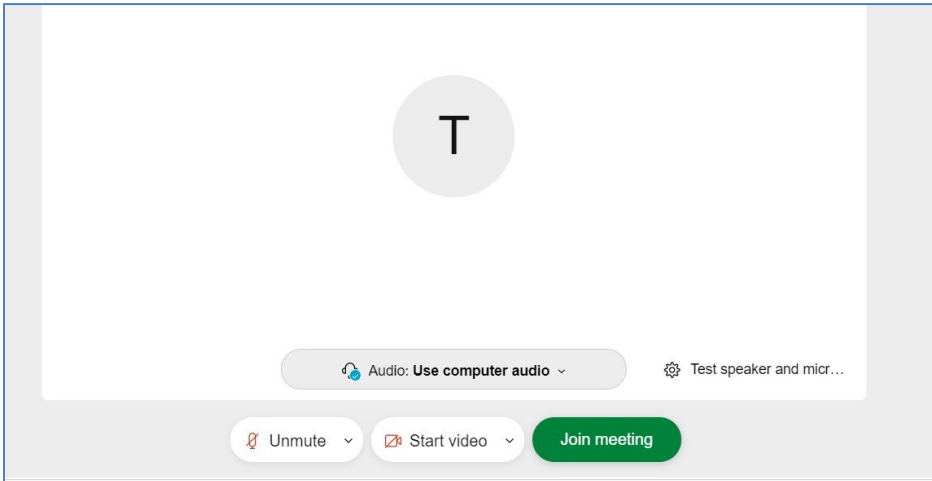 T
Audio: Use computer audio
Test speaker and micr...
Unmute
Start video
Join meeting